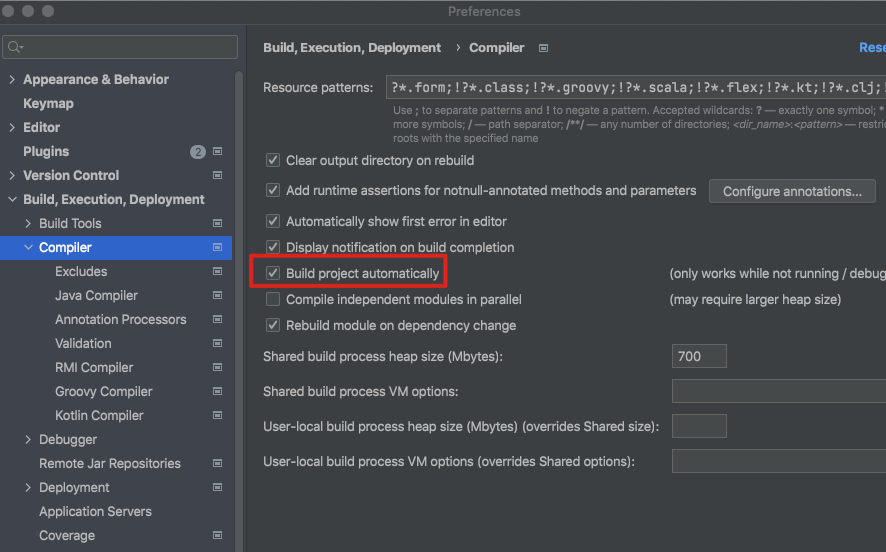 Preferences
Build, Execution, Deployment › Compiler
Rese
Appearance & Behavior
Keymap
Editor
Plugins 2
Version Control
Build, Execution, Deployment
Build Tools
Compiler
Excludes
Java Compiler
Annotation Processors
Validation
RMI Compiler
Groovy Compiler
Kotlin Compiler
Debugger
Remote Jar Repositories
Deployment
Application Servers
Coverage
Resource patterns: !?*.form;!?*.class;!?*.groovy;!?*.scala;!?*.flex;!?*.kt;!?*.clj;!
Use ; to separate patterns and ! to negate a pattern. Accepted wildcards: ? — exactly one symbol; *
more symbols; / — path separator; /**/ — any number of directories; <dir_name>:<pattern> — restri
roots with the specified name
Clear output directory on rebuild
Add runtime assertions for notnull-annotated methods and parameters Configure annotations...
Automatically show first error in editor
Display notification on build completion
Build project automatically (only works while not running / debug
Compile independent modules in parallel (may require larger heap size)
Rebuild module on dependency change
Shared build process heap size (Mbytes): 700
Shared build process VM options:
User-local build process heap size (Mbytes) (overrides Shared size):
User-local build process VM options (overrides Shared options):